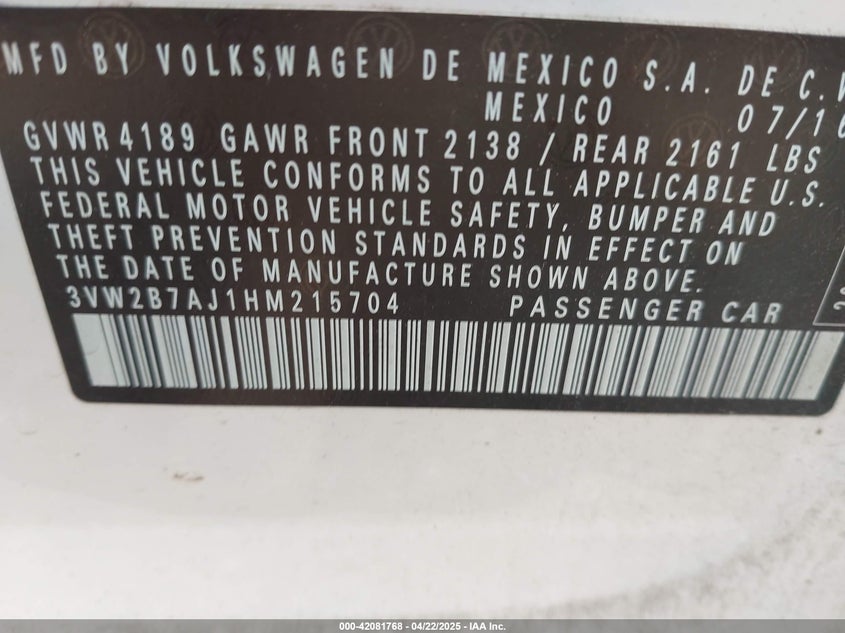 MFD BY VOLKSWAGEN DE MEXICO S.A. DE C.V
MEXICO 07/16
GVWR 4189 GAWR FRONT 2138 / REAR 2161 LBS
THIS VEHICLE CONFORMS TO ALL APPLICABLE U.S.
FEDERAL MOTOR VEHICLE SAFETY, BUMPER AND
THEFT PREVENTION STANDARDS IN EFFECT ON
THE DATE OF MANUFACTURE SHOWN ABOVE.
3VW2B7AJ1HM215704 PASSENGER CAR
000-42081768 - 04/22/2025 - IAA Inc.